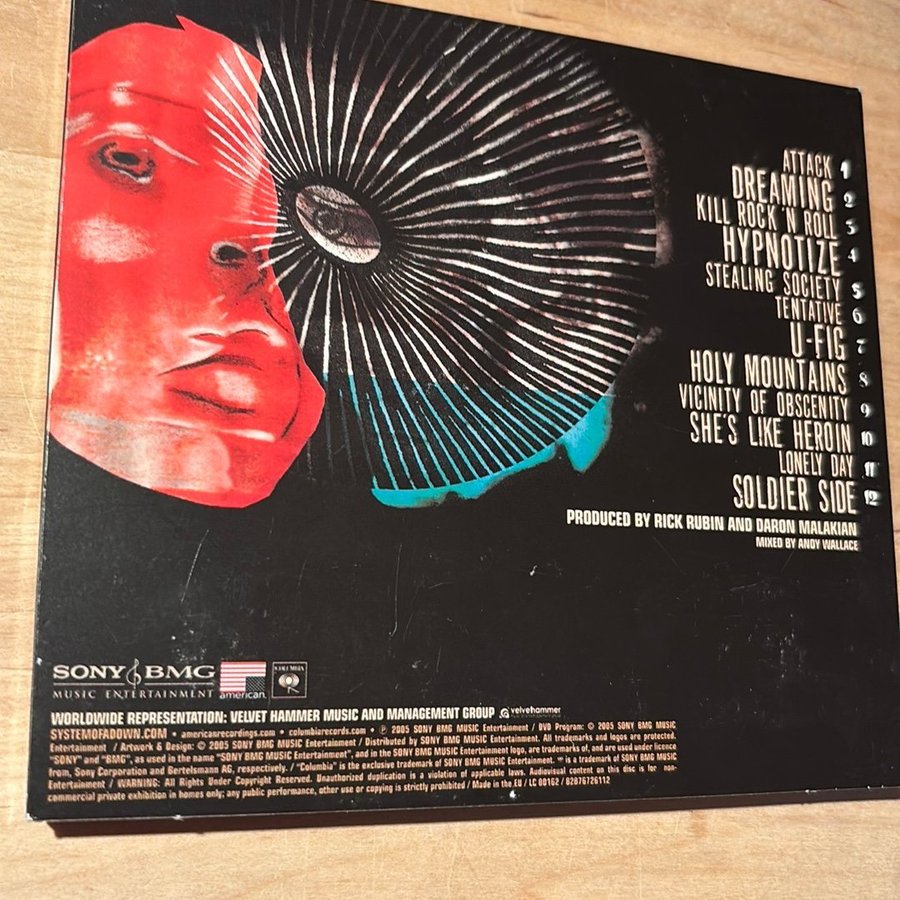 ATTACK 1
DREAMING 2
KILL ROCK 'N ROLL 3
HYPNOTIZE 4
STEALING SOCIETY 5
TENTATIVE 6
U-FIG 7
HOLY MOUNTAINS 8
VICINITY OF OBSCENITY 9
SHE'S LIKE HEROIN 10
LONELY DAY 11
SOLDIER SIDE 12
PRODUCED BY RICK RUBIN AND DARON MALAKIAN
MIXED BY ANDY WALLACE
SONY BMG
MUSIC ENTERTAINMENT
american.
COLUMBIA
WORLDWIDE REPRESENTATION: VELVET HAMMER MUSIC AND MANAGEMENT GROUP velvethammer
SYSTEMOFADOWN.COM • americanrecordings.com • columbiarecords.com • ℗ 2005 SONY BMG MUSIC Entertainment / DVD Program: © 2005 SONY BMG MUSIC
Entertainment / Artwork & Design: © 2005 SONY BMG MUSIC Entertainment / Distributed by SONY BMG MUSIC Entertainment. All trademarks and logos are protected.
"SONY" and "BMG", as used in the name "SONY BMG MUSIC Entertainment", and in the SONY BMG MUSIC Entertainment logo, are trademarks of, and are used under licence
from, Sony Corporation and Bertelsmann AG, respectively. / "Columbia" is the exclusive trademark of SONY BMG MUSIC Entertainment. ™ is a trademark of SONY BMG MUSIC
Entertainment / WARNING: All Rights Under Copyright Reserved. Unauthorized duplication is a violation of applicable laws. Audiovisual content on this disc is for non-
commercial private exhibition in homes only; any public performance, other use or copying is strictly prohibited / Made in the EU / LC 00162 / 82876726112